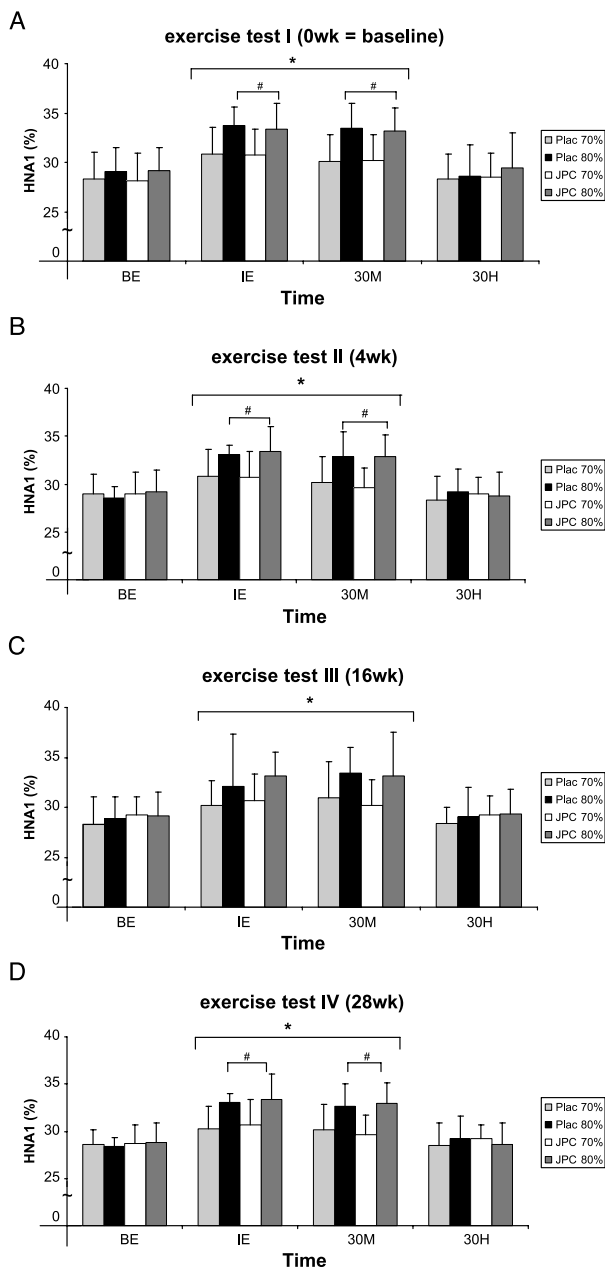 A
exercise test I (0wk = baseline)
*
#
#
HNA1 (%)
40
35
30
25
~
0
BE
IE
30M
30H
Time
Plac 70%
Plac 80%
JPC 70%
JPC 80%
B
exercise test II (4wk)
*
#
#
HNA1 (%)
40
35
30
25
~
0
BE
IE
30M
30H
Time
Plac 70%
Plac 80%
JPC 70%
JPC 80%
C
exercise test III (16wk)
*
HNA1 (%)
40
35
30
25
~
0
BE
IE
30M
30H
Time
Plac 70%
Plac 80%
JPC 70%
JPC 80%
D
exercise test IV (28wk)
*
#
#
HNA1 (%)
40
35
30
25
~
0
BE
IE
30M
30H
Time
Plac 70%
Plac 80%
JPC 70%
JPC 80%